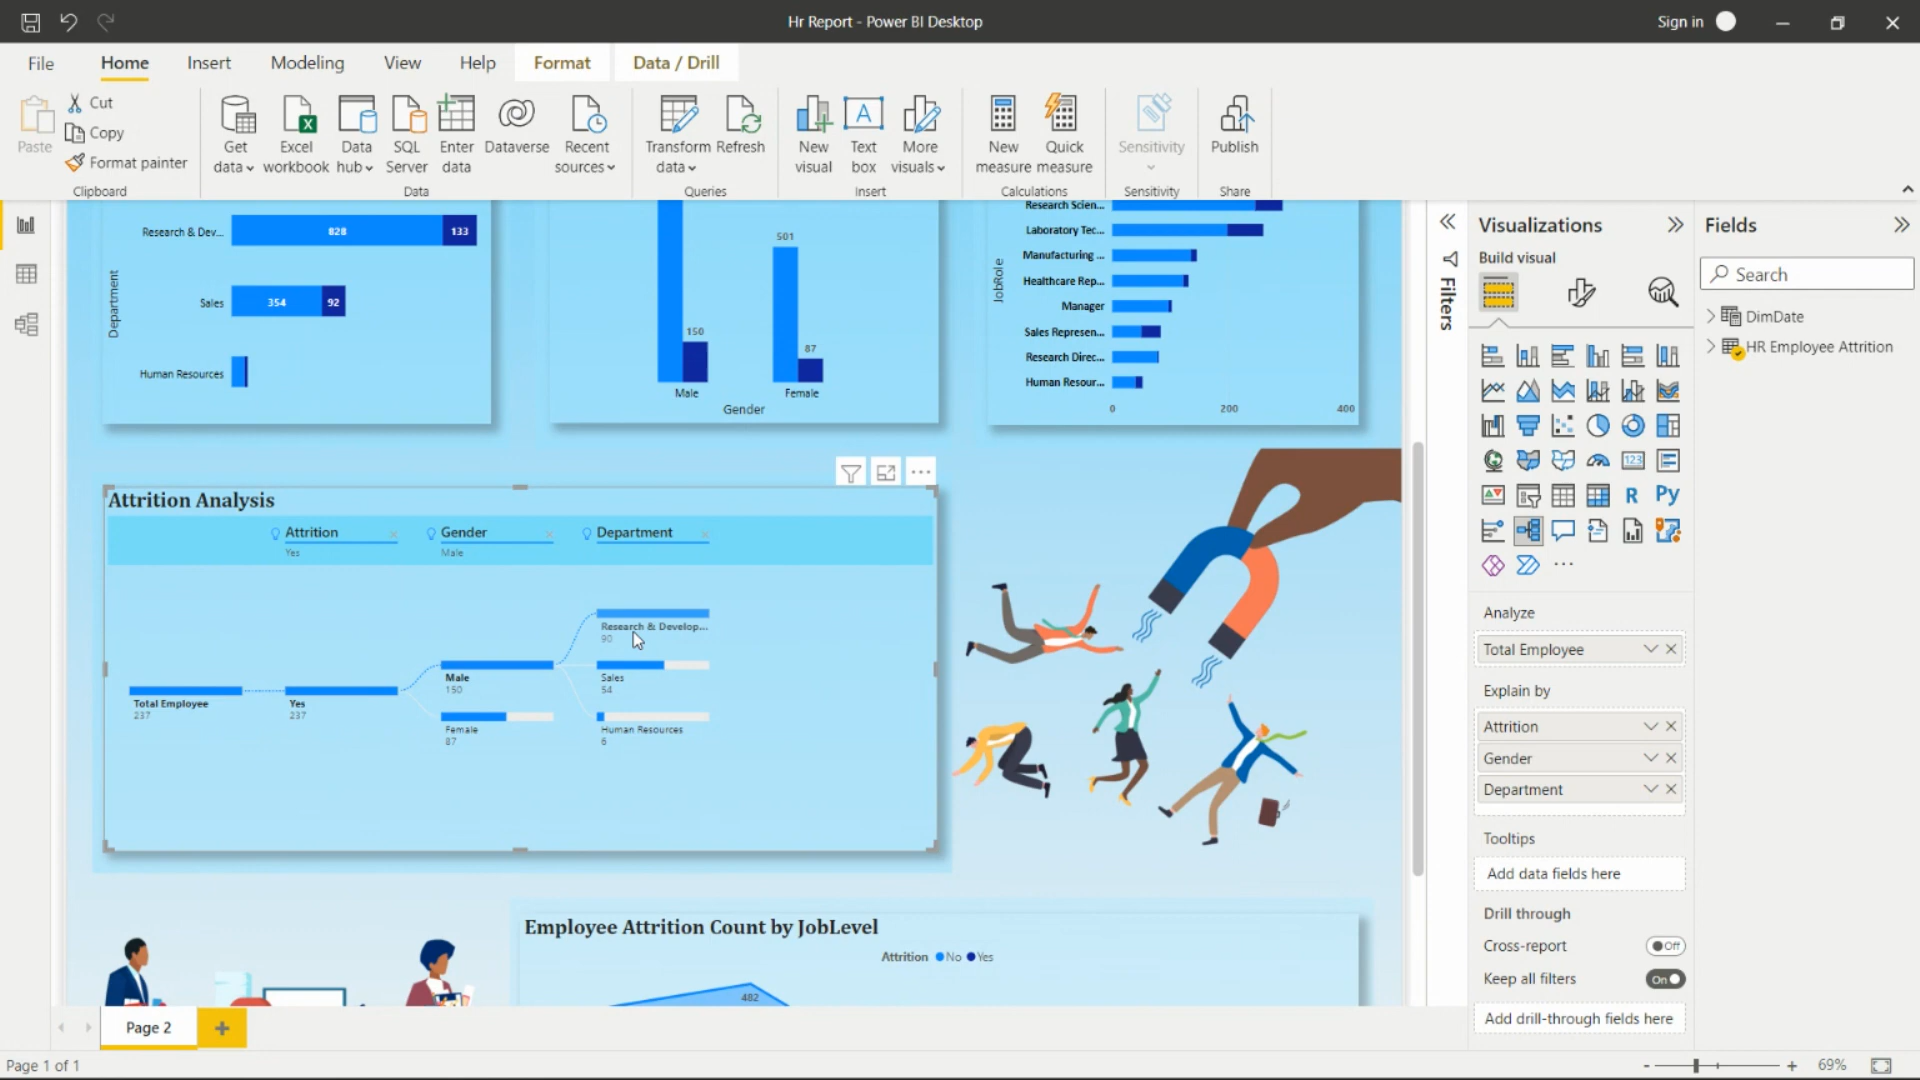 Hr Report - Power BI Desktop
Sign in
File Home Insert Modeling View Help Format Data / Drill
Paste
Cut
Copy
Format painter
Clipboard
Get data
Excel workbook
Data hub
SQL Server
Enter data
Dataverse
Recent sources
Data
Transform data
Refresh
Queries
New visual
Text box
More visuals
Insert
New measure
Quick measure
Calculations
Sensitivity
Sensitivity
Publish
Share
Department
Research & Dev...
828
133
Sales
354
92
Human Resources
501
150
87
Male
Female
Gender
JobRole
Research Scien...
Laboratory Tec...
Manufacturing ...
Healthcare Rep...
Manager
Sales Represen...
Research Direc...
Human Resour...
0 200 400
Attrition Analysis
Attrition
Yes
Gender
Male
Department
Total Employee
237
Yes
237
Male
150
Female
87
Research & Develop...
90
Sales
54
Human Resources
6
Employee Attrition Count by JobLevel
Attrition No Yes
482
Page 2
+
Page 1 of 1
- + 69%
Filters
Visualizations
Build visual
123
R
Py
...
Analyze
Total Employee
Explain by
Attrition
Gender
Department
Tooltips
Add data fields here
Drill through
Cross-report
Off
Keep all filters
On
Add drill-through fields here
Fields
Search
DimDate
HR Employee Attrition